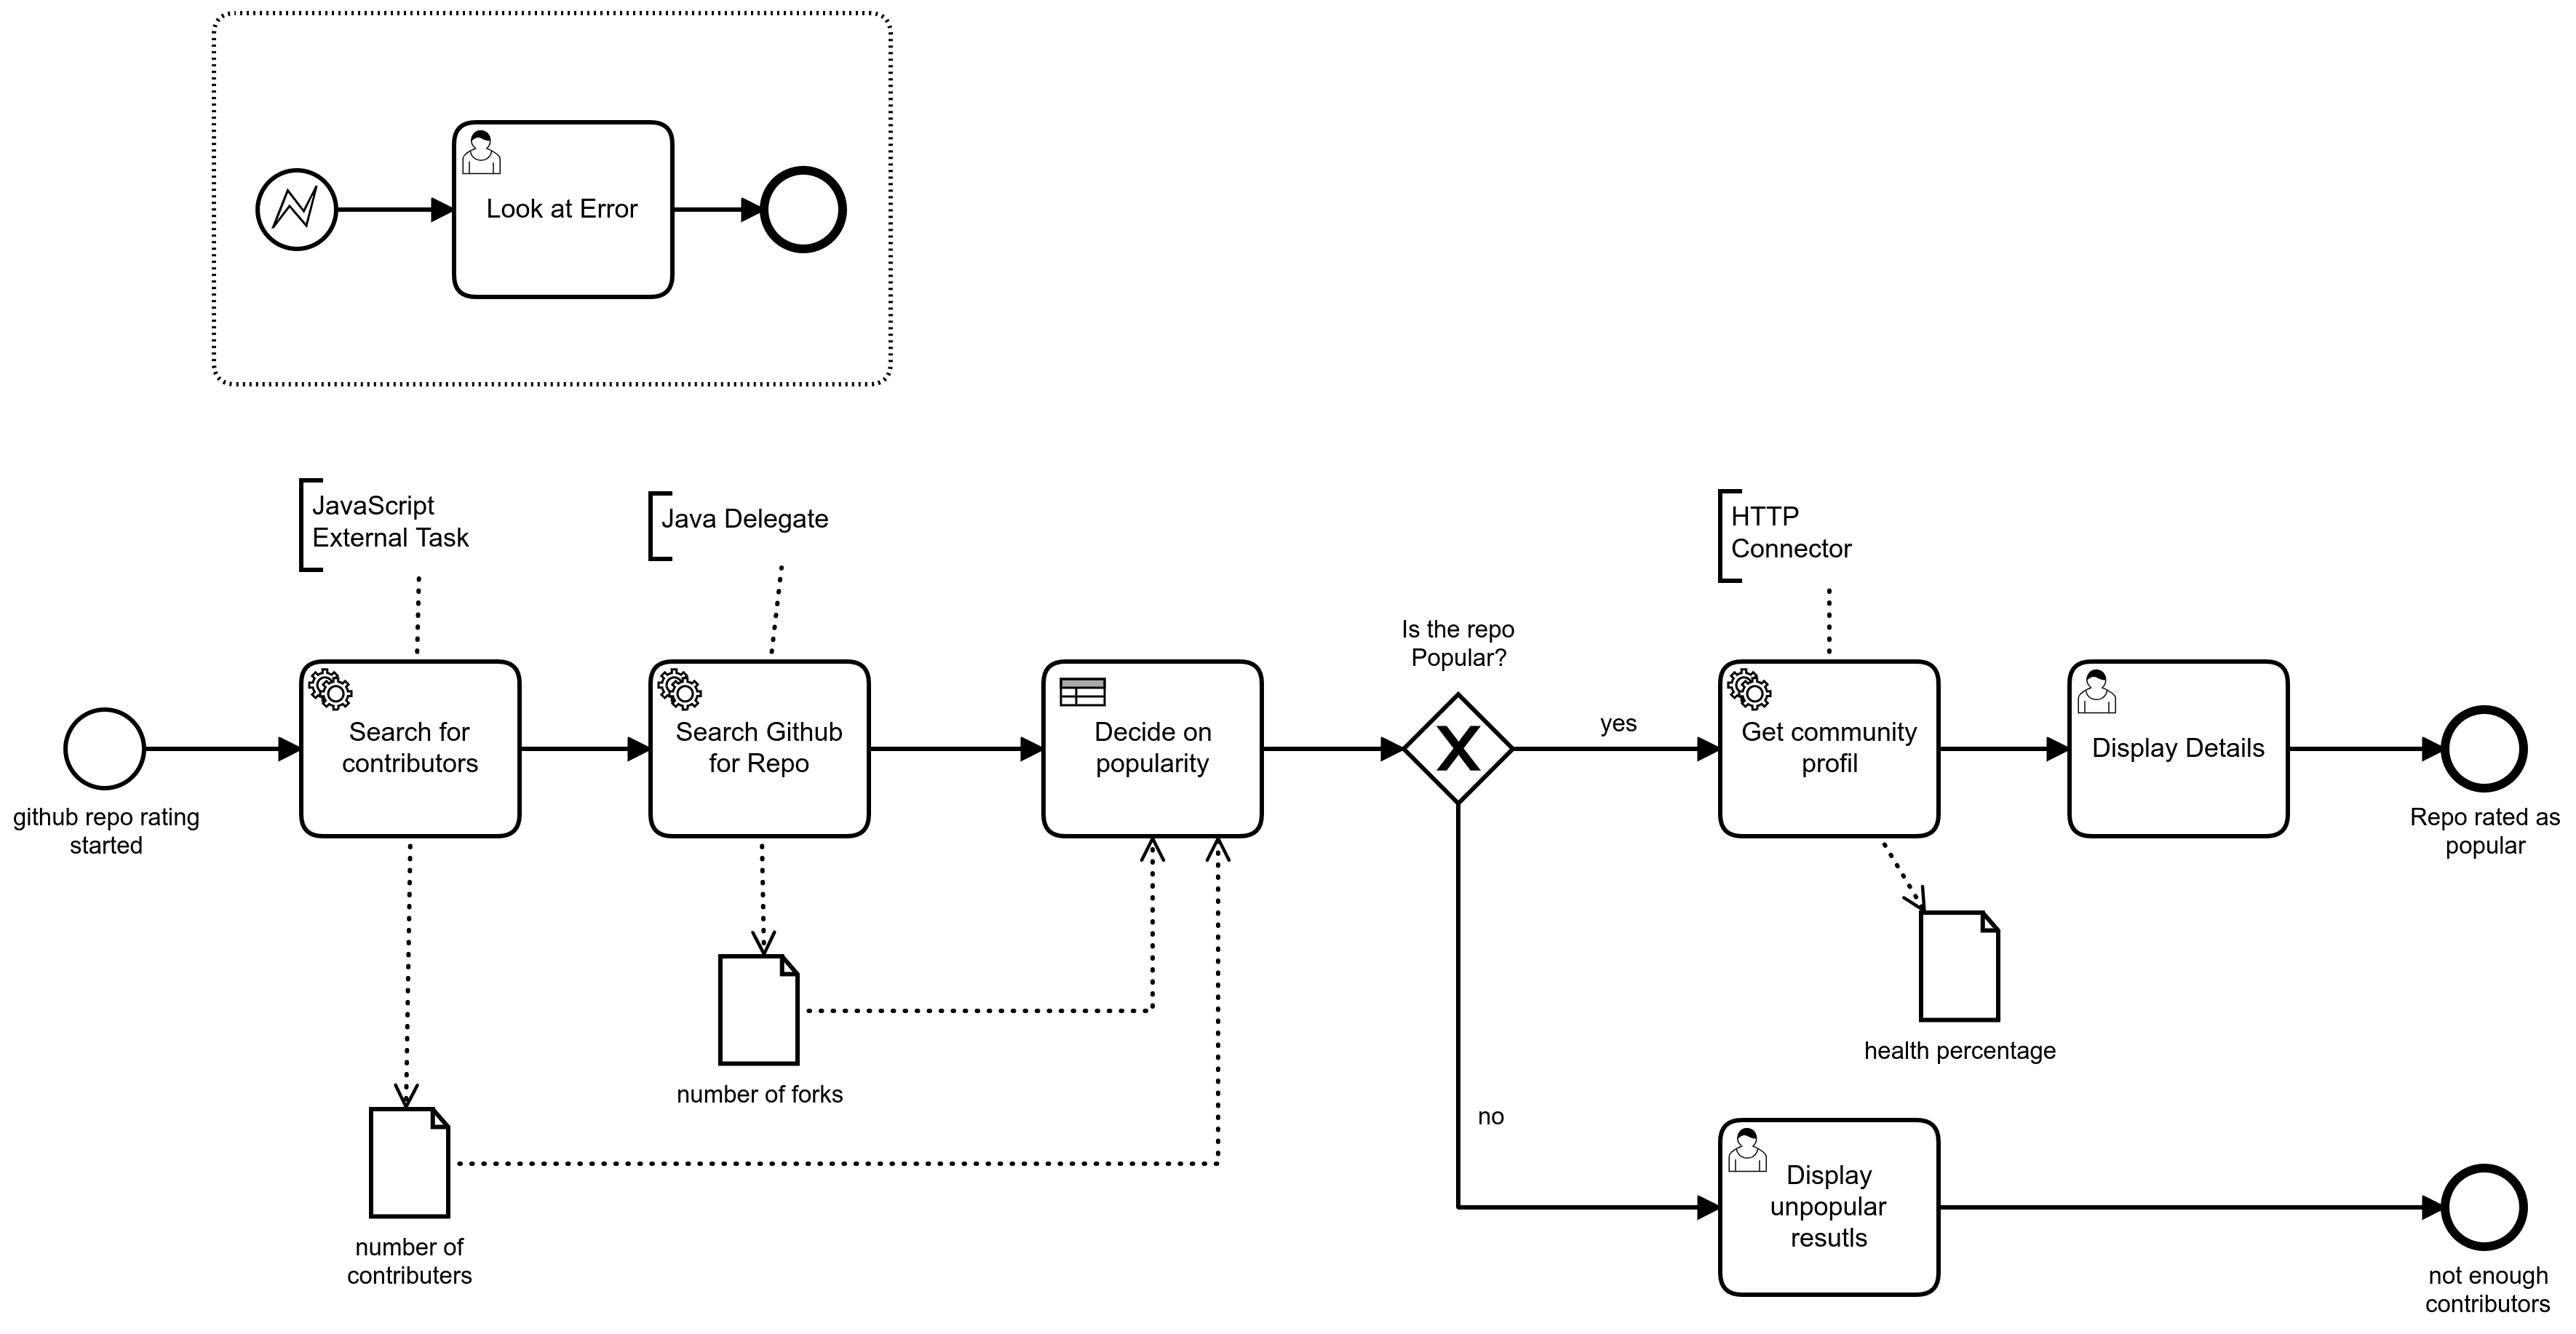 Look at Error
JavaScript
External Task
Java Delegate
HTTP
Connector
Is the repo
Popular?
github repo rating
started
Search for
contributors
Search Github
for Repo
Decide on
popularity
yes
Get community
profil
Display Details
Repo rated as
popular
number of forks
health percentage
no
number of
contributers
Display
unpopular
resutls
not enough
contributors